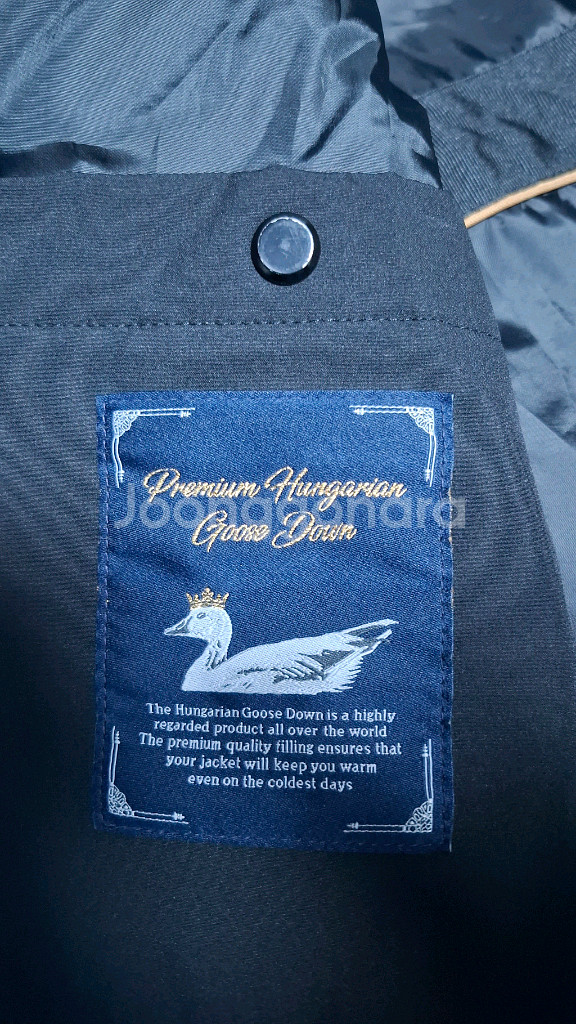 Premium Hungarian
Joonggonara
Goose Down
The Hungarian Goose Down is a highly
regarded product all over the world
The premium quality filling ensures that
your jacket will keep you warm
even on the coldest days